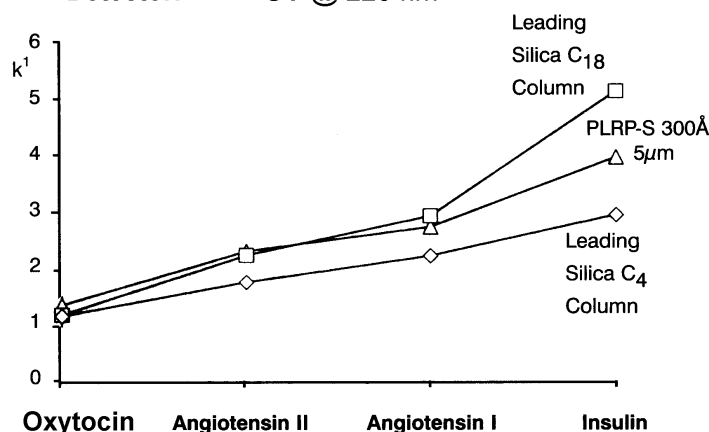 Leading
Silica C18
Column
6
k1
5
PLRP-S 300Å
5µm
4
3
Leading
Silica C4
Column
2
1
0
Oxytocin Angiotensin II Angiotensin I Insulin